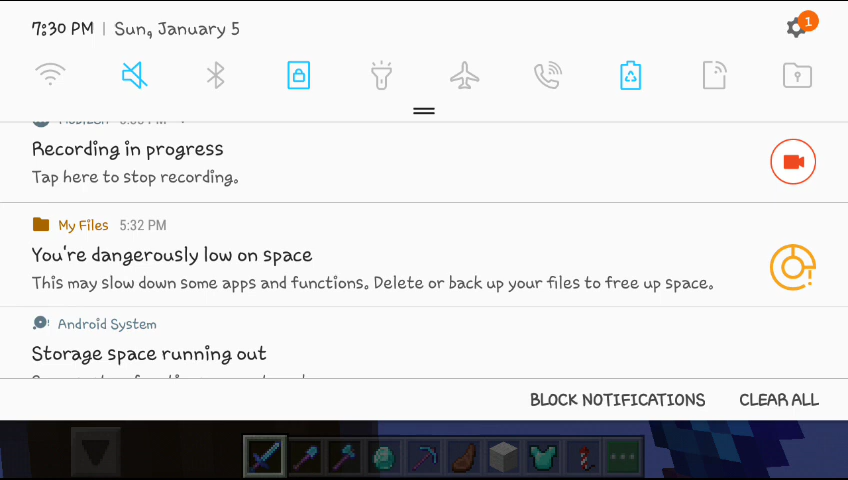 7:30 PM | Sun, January 5
1
Recording in progress
Tap here to stop recording.
My Files 5:32 PM
You're dangerously low on space
This may slow down some apps and functions. Delete or back up your files to free up space.
Android System
Storage space running out
BLOCK NOTIFICATIONS CLEAR ALL